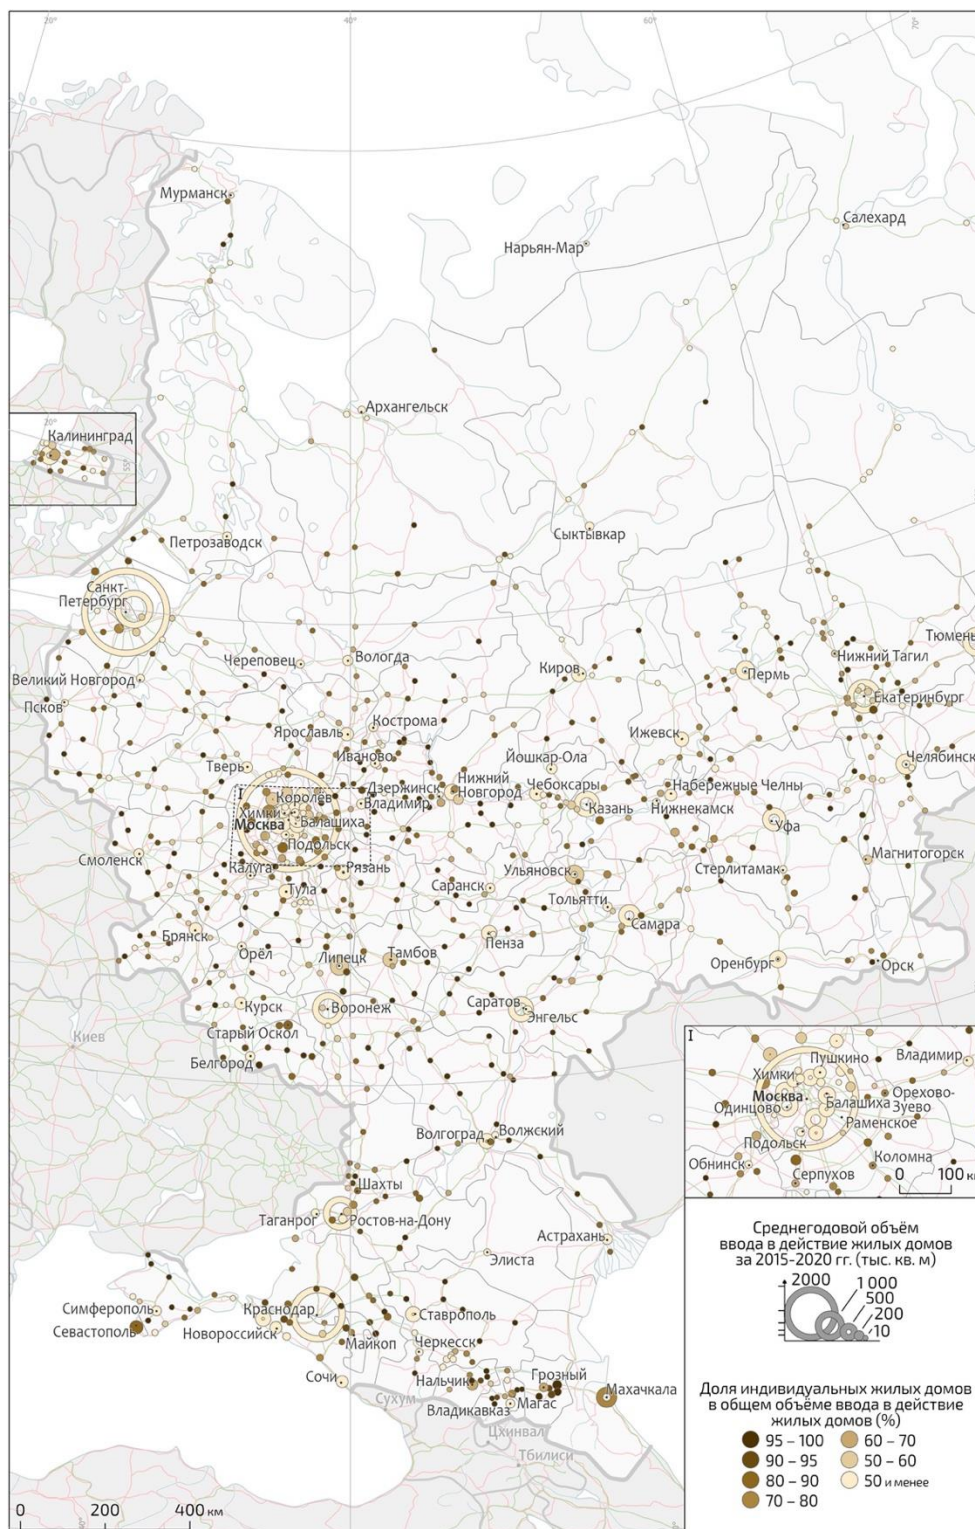 20°
40°
60°
70°
Мурманск
Нарьян-Мар
Салехард
Архангельск
20°
Калининград
55°
Сыктывкар
Петрозаводск
Санкт-
Петербург
Тюмень
Череповец
Вологда
Киров
Пермь
Нижний Тагил
Великий Новгород
Екатеринбург
Псков
Кострома
Ярославль
Ижевск
Иваново
Йошкар-Ола
Челябинск
Тверь
Нижний
Новгород
Дзержинск
Чебоксары
Набережные Челны
I
Королёв
Владимир
Казань
Нижнекамск
Химки
Москва
Балашиха
Уфа
Подольск
Смоленск
Магнитогорск
Калуга
Рязань
Ульяновск
Стерлитамак
Тула
Саранск
Тольятти
Самара
Брянск
Пенза
Орёл
Липецк
Тамбов
Оренбург
Орск
Курск
Воронеж
Саратов
Энгельс
Старый Оскол
Киев
Белгород
I
Пушкино
Владимир
Химки
Москва
Орехово-
Зуево
Балашиха
Одинцово
Раменское
Подольск
Обнинск
Коломна
Серпухов
0 100 км
Волгоград
Волжский
Шахты
Таганрог
Ростов-на-Дону
Астрахань
Элиста
Симферополь
Севастополь
Краснодар
Ставрополь
Новороссийск
Майкоп
Черкесск
Сочи
Нальчик
Грозный
Махачкала
Сухум
Владикавказ
Магас
Цхинвал
Тбилиси
Среднегодовой объём
ввода в действие жилых домов
за 2015-2020 гг. (тыс. кв. м)
2000
1 000
500
200
10
Доля индивидуальных жилых домов
в общем объёме ввода в действие
жилых домов (%)
95 – 100
60 – 70
90 – 95
50 – 60
80 – 90
50 и менее
70 – 80
0 200 400 км
40°